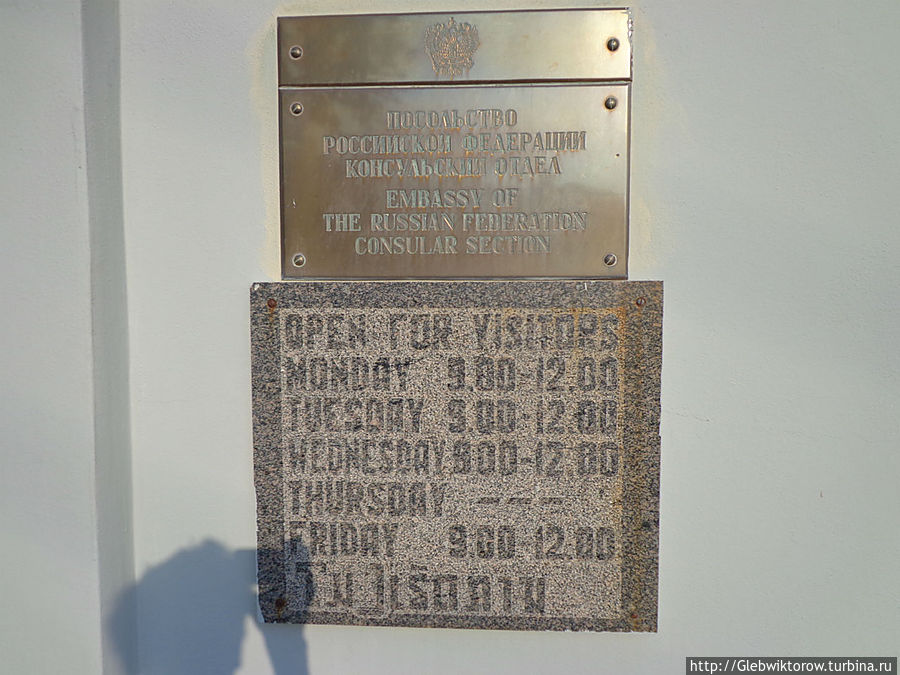 ПОСОЛЬСТВО
РОССИЙСКОЙ ФЕДЕРАЦИИ
КОНСУЛЬСКИЙ ОТДЕЛ
EMBASSY OF
THE RUSSIAN FEDERATION
CONSULAR SECTION
OPEN FOR VISITORS
MONDAY 9.00-12.00
TUESDAY 9.00-12.00
WEDNESDAY 9.00-12.00
THURSDAY – – –
FRIDAY 9.00-12.00
http://Glebwiktorow.turbina.ru/